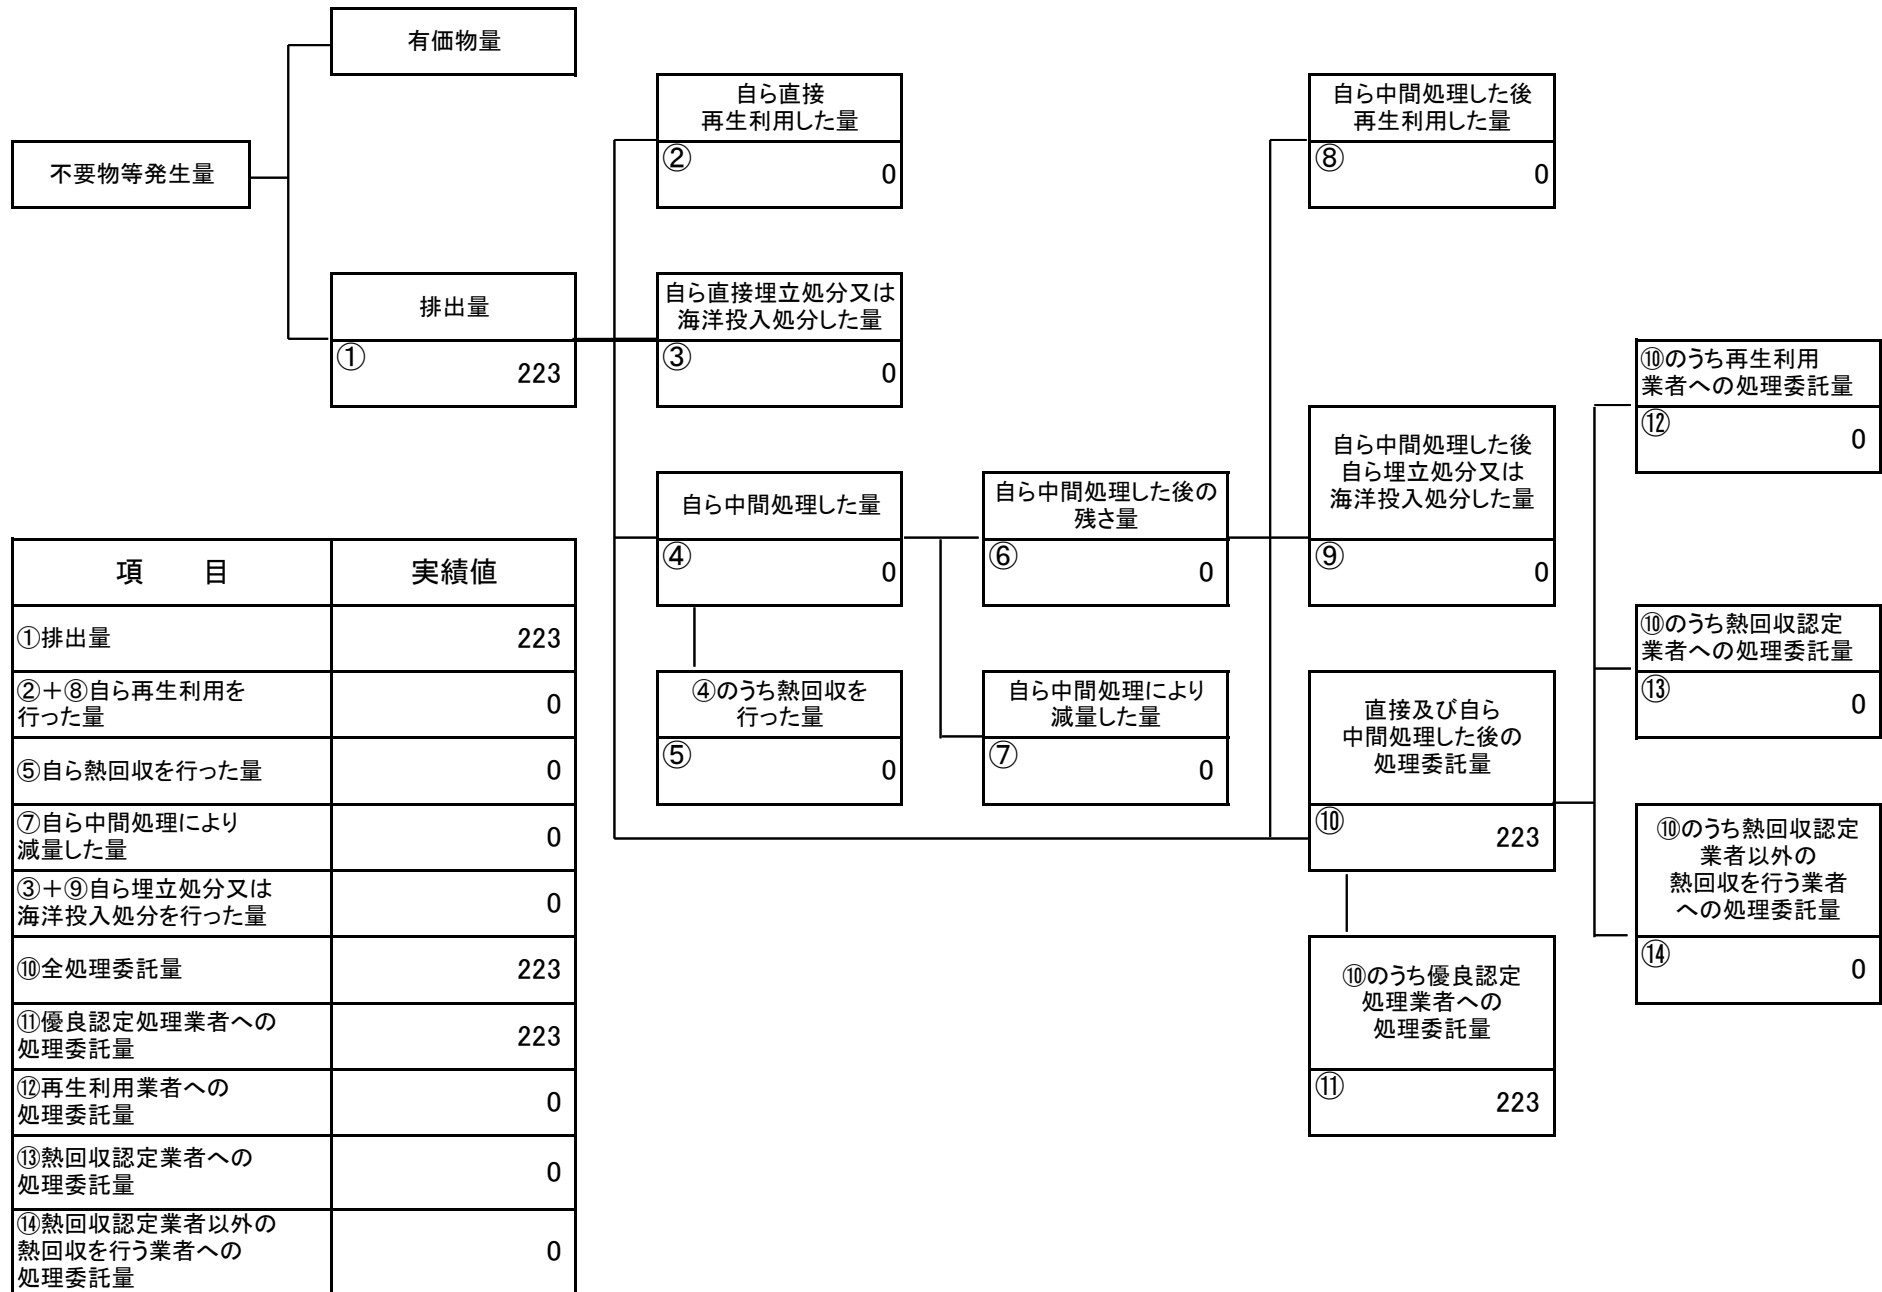 有価物量
不要物等発生量
排出量
①
223
自ら直接
再生利用した量
②
0
自ら直接埋立処分又は
海洋投入処分した量
③
0
自ら中間処理した量
④
0
④のうち熱回収を
行った量
⑤
0
自ら中間処理した後の
残さ量
⑥
0
自ら中間処理により
減量した量
⑦
0
自ら中間処理した後
再生利用した量
⑧
0
自ら中間処理した後
自ら埋立処分又は
海洋投入処分した量
⑨
0
直接及び自ら
中間処理した後の
処理委託量
⑩
223
⑩のうち優良認定
処理業者への
処理委託量
⑪
223
⑩のうち再生利用
業者への処理委託量
⑫
0
⑩のうち熱回収認定
業者への処理委託量
⑬
0
⑩のうち熱回収認定
業者以外の
熱回収を行う業者
への処理委託量
⑭
0
項 目 実績値
①排出量 223
②+⑧自ら再生利用を
行った量 0
⑤自ら熱回収を行った量 0
⑦自ら中間処理により
減量した量 0
③+⑨自ら埋立処分又は
海洋投入処分を行った量 0
⑩全処理委託量 223
⑪優良認定処理業者への
処理委託量 223
⑫再生利用業者への
処理委託量 0
⑬熱回収認定業者への
処理委託量 0
⑭熱回収認定業者以外の
熱回収を行う業者への 0
処理委託量